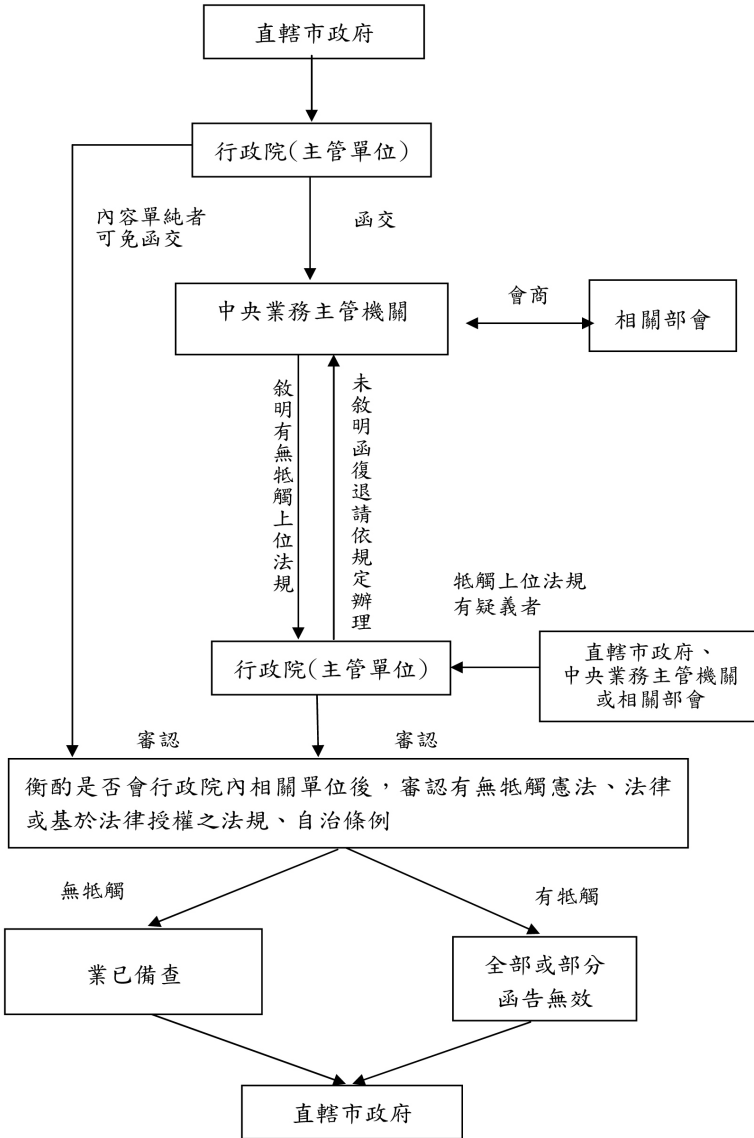 直轄市政府
行政院(主管單位)
內容單純者
可免函交
函交
中央業務主管機關
會商
相關部會
敘明有無牴觸上位法規
未敘明函復退請依規定辦理
牴觸上位法規
有疑義者
行政院(主管單位)
直轄市政府、
中央業務主管機關
或相關部會
審認
審認
衡酌是否會行政院內相關單位後，審認有無牴觸憲法、法律
或基於法律授權之法規、自治條例
無牴觸
有牴觸
業已備查
全部或部分
函告無效
直轄市政府